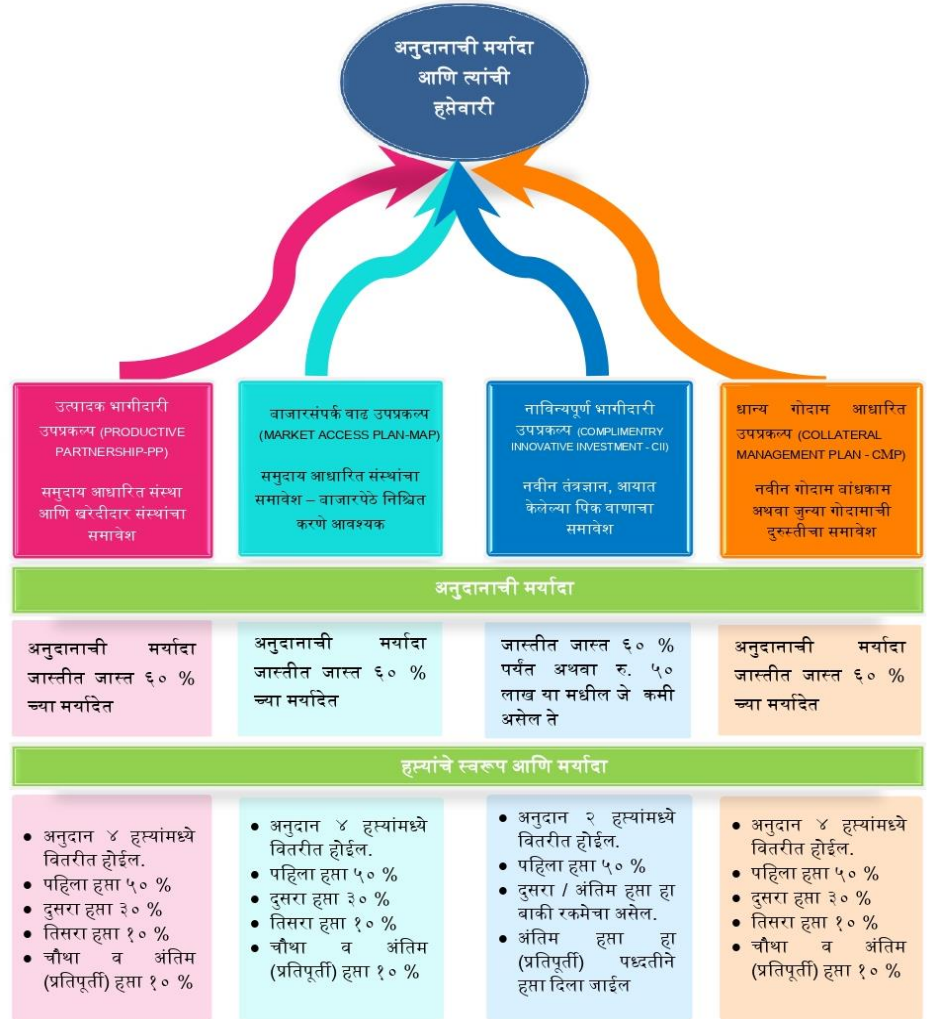 अनुदानाची मर्यादा
आणि त्यांची
हप्तेवारी
उत्पादक भागीदारी
उपप्रकल्प (PRODUCTIVE
PARTNERSHIP-PP)
समुदाय आधारित संस्था
आणि खरेदीदार संस्थांचा
समावेश
बाजारसंपर्क वाढ उपप्रकल्प
(MARKET ACCESS PLAN-MAP)
समुदाय आधारित संस्थांचा
समावेश – बाजारपेठे निश्चित
करणे आवश्यक
नाविन्यपूर्ण भागीदारी
उपप्रकल्प (COMPLIMENTRY
INNOVATIVE INVESTMENT - CII)
नवीन तंत्रज्ञान, आयात
केलेल्या पिक वाणाचा
समावेश
धान्य गोदाम आधारित
उपप्रकल्प (COLLATERAL
MANAGEMENT PLAN - CMP)
नवीन गोदाम बांधकाम
अथवा जुन्या गोदामाची
दुरुस्तीचा समावेश
अनुदानाची मर्यादा
अनुदानाची मर्यादा
जास्तीत जास्त ६० %
च्या मर्यादेत
अनुदानाची मर्यादा
जास्तीत जास्त ६० %
च्या मर्यादेत
जास्तीत जास्त ६० %
पर्यंत अथवा रु. ५०
लाख या मधील जे कमी
असेल ते
अनुदानाची मर्यादा
जास्तीत जास्त ६० %
च्या मर्यादेत
हप्त्यांचे स्वरूप आणि मर्यादा
• अनुदान ४ हप्त्यांमध्ये
वितरीत होईल.
• पहिला हप्ता ५० %
• दुसरा हप्ता ३० %
• तिसरा हप्ता १० %
• चौथा व अंतिम
(प्रतिपूर्ती) हप्ता १० %
• अनुदान ४ हप्त्यांमध्ये
वितरीत होईल.
• पहिला हप्ता ५० %
• दुसरा हप्ता ३० %
• तिसरा हप्ता १० %
• चौथा व अंतिम
(प्रतिपूर्ती) हप्ता १० %
• अनुदान २ हप्त्यांमध्ये
वितरीत होईल.
• पहिला हप्ता ५० %
• दुसरा / अंतिम हप्ता हा
बाकी रकमेचा असेल.
• अंतिम हप्ता हा
(प्रतिपूर्ती) पध्दतीने
हप्ता दिला जाईल
• अनुदान ४ हप्त्यांमध्ये
वितरीत होईल.
• पहिला हप्ता ५० %
• दुसरा हप्ता ३० %
• तिसरा हप्ता १० %
• चौथा व अंतिम
(प्रतिपूर्ती) हप्ता १० %